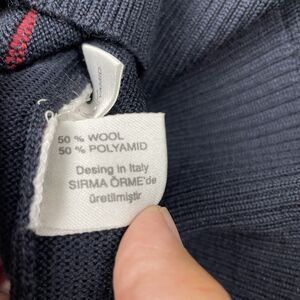 50 % WOOL
50 % POLYAMID
Desing in Italy
SIRMA ÖRME'de
üretilmiştir